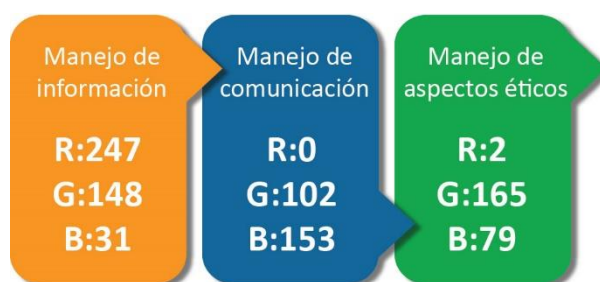 Manejo de
información
R:247
G:148
B:31
Manejo de
comunicación
R:0
G:102
B:153
Manejo de
aspectos éticos
R:2
G:165
B:79